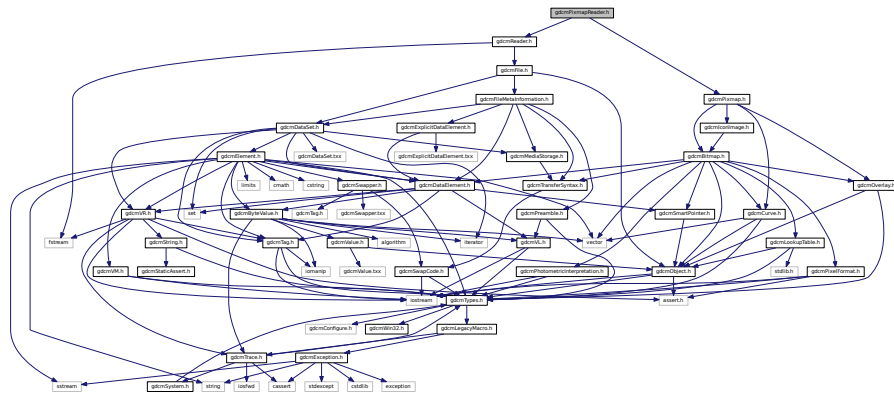 gdcmPixmapReader.h
gdcmReader.h
gdcmFile.h
gdcmFileMetaInformation.h
gdcmPixmap.h
gdcmDataSet.h
gdcmExplicitDataElement.h
gdcmIconImage.h
gdcmElement.h
gdcmDataSet.txx
gdcmExplicitDataElement.txx
gdcmMediaStorage.h
gdcmBitmap.h
limits
cmath
cstring
gdcmSwapper.h
gdcmDataElement.h
gdcmTransferSyntax.h
gdcmOverlay.h
gdcmVR.h
set
gdcmByteValue.h
gdcmTag.h
gdcmSwapper.txx
gdcmPreamble.h
gdcmSmartPointer.h
gdcmCurve.h
fstream
gdcmString.h
gdcmTag.h
gdcmValue.h
algorithm
iterator
gdcmVL.h
vector
gdcmLookupTable.h
gdcmVM.h
gdcmStaticAssert.h
iomanip
gdcmValue.txx
gdcmSwapCode.h
gdcmPhotometricInterpretation.h
gdcmObject.h
stdlib.h
gdcmPixelFormat.h
iostream
gdcmTypes.h
assert.h
gdcmConfigure.h
gdcmWin32.h
gdcmLegacyMacro.h
gdcmTrace.h
gdcmException.h
sstream
gdcmSystem.h
string
iosfwd
cassert
stdexcept
cstdlib
exception